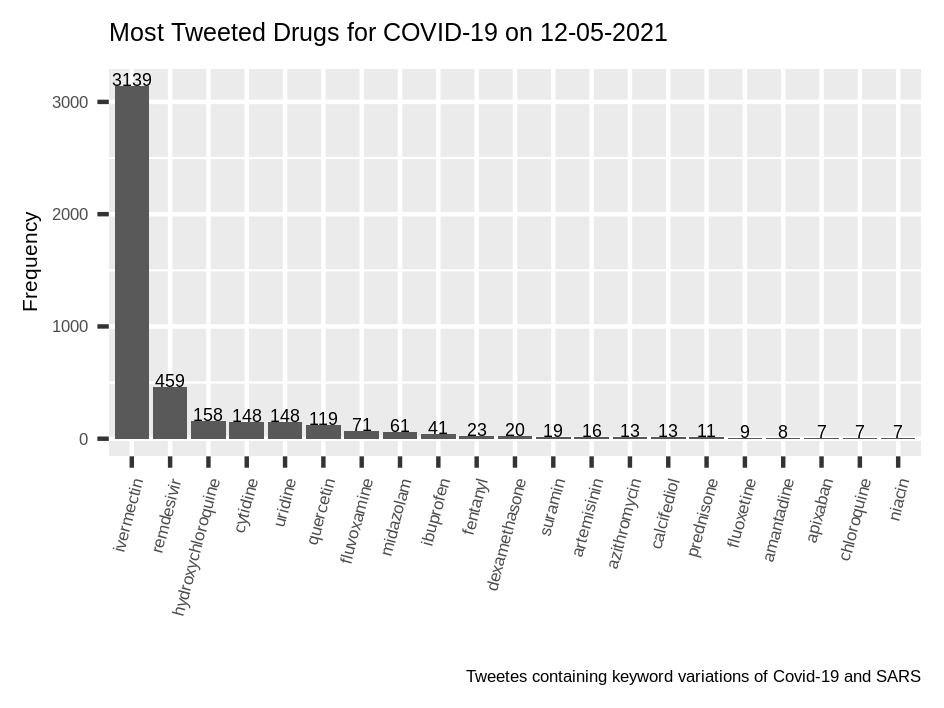 Most Tweeted Drugs for COVID-19 on 12-05-2021
Frequency
3000
2000
1000
0
3139
459
158
148
148
119
71
61
41
23
20
19
16
13
13
11
9
8
7
7
7
ivermectin
remdesivir
hydroxychloroquine
cytidine
uridine
quercetin
fluvoxamine
midazolam
ibuprofen
fentanyl
dexamethasone
suramin
artemisinin
azithromycin
calcifediol
prednisone
fluoxetine
amantadine
apixaban
chloroquine
niacin
Tweetes containing keyword variations of Covid-19 and SARS